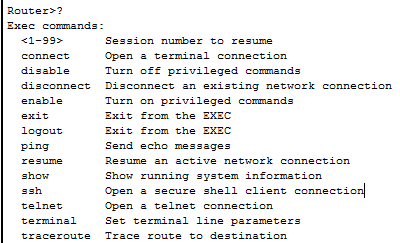 Router>?
Exec commands:
<1-99> Session number to resume
connect Open a terminal connection
disable Turn off privileged commands
disconnect Disconnect an existing network connection
enable Turn on privileged commands
exit Exit from the EXEC
logout Exit from the EXEC
ping Send echo messages
resume Resume an active network connection
show Show running system information
ssh Open a secure shell client connection
telnet Open a telnet connection
terminal Set terminal line parameters
traceroute Trace route to destination